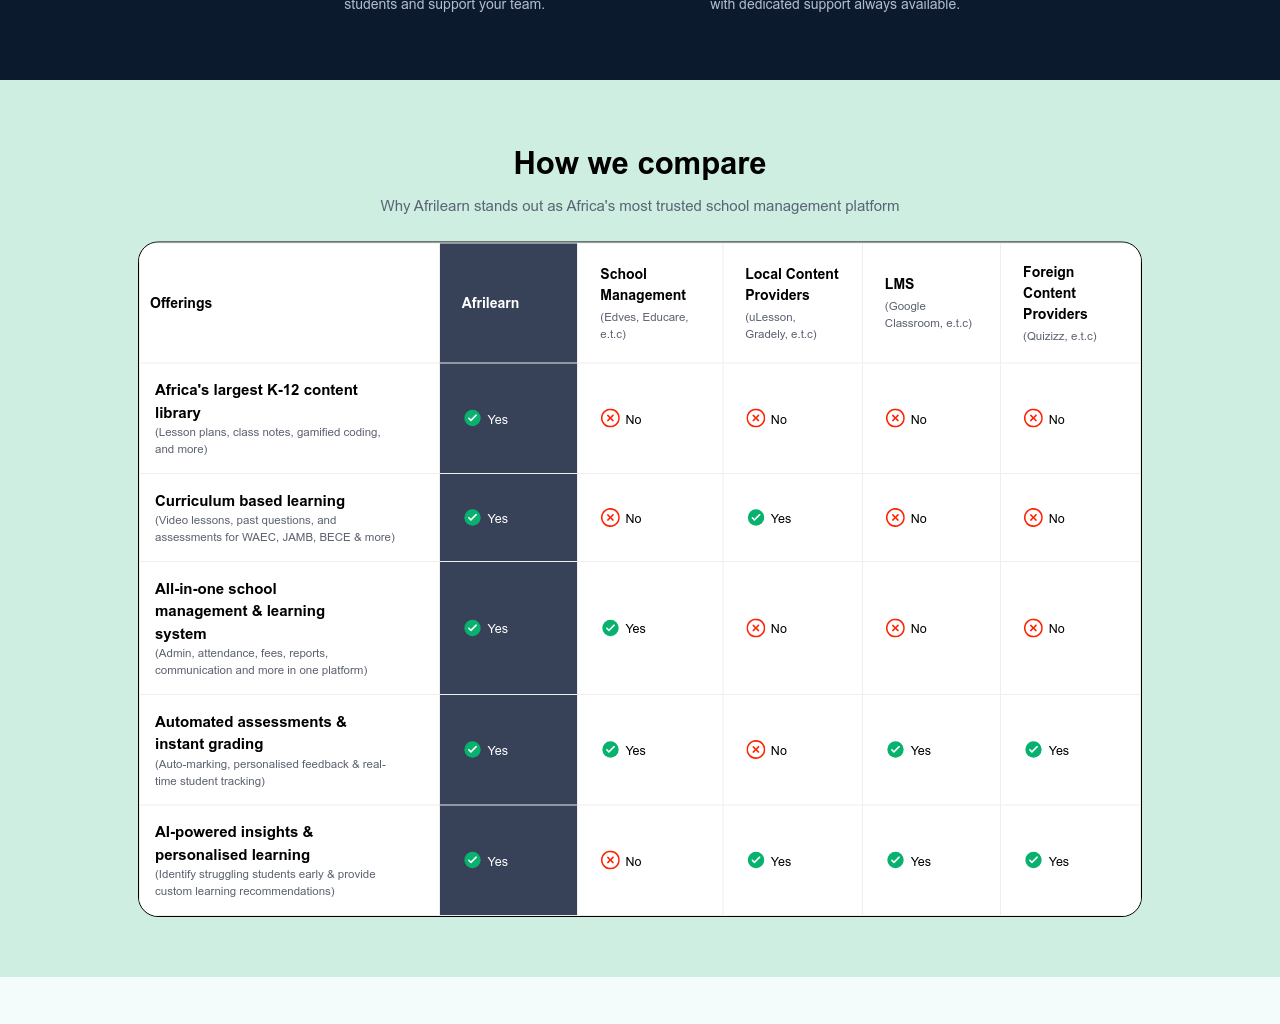 students and support your team.
with dedicated support always available.
How we compare
Why Afrilearn stands out as Africa's most trusted school management platform
Offerings
Afrilearn
School
Management
(Edves, Educare,
e.t.c)
Local Content
Providers
(uLesson,
Gradely, e.t.c)
LMS
(Google
Classroom, e.t.c)
Foreign
Content
Providers
(Quizizz, e.t.c)
Africa's largest K-12 content
library
(Lesson plans, class notes, gamified coding,
and more)
Yes
No
No
No
No
Curriculum based learning
(Video lessons, past questions, and
assessments for WAEC, JAMB, BECE & more)
Yes
No
Yes
No
No
All-in-one school
management & learning
system
(Admin, attendance, fees, reports,
communication and more in one platform)
Yes
Yes
No
No
No
Automated assessments &
instant grading
(Auto-marking, personalised feedback & real-
time student tracking)
Yes
Yes
No
Yes
Yes
AI-powered insights &
personalised learning
(Identify struggling students early & provide
custom learning recommendations)
Yes
No
Yes
Yes
Yes